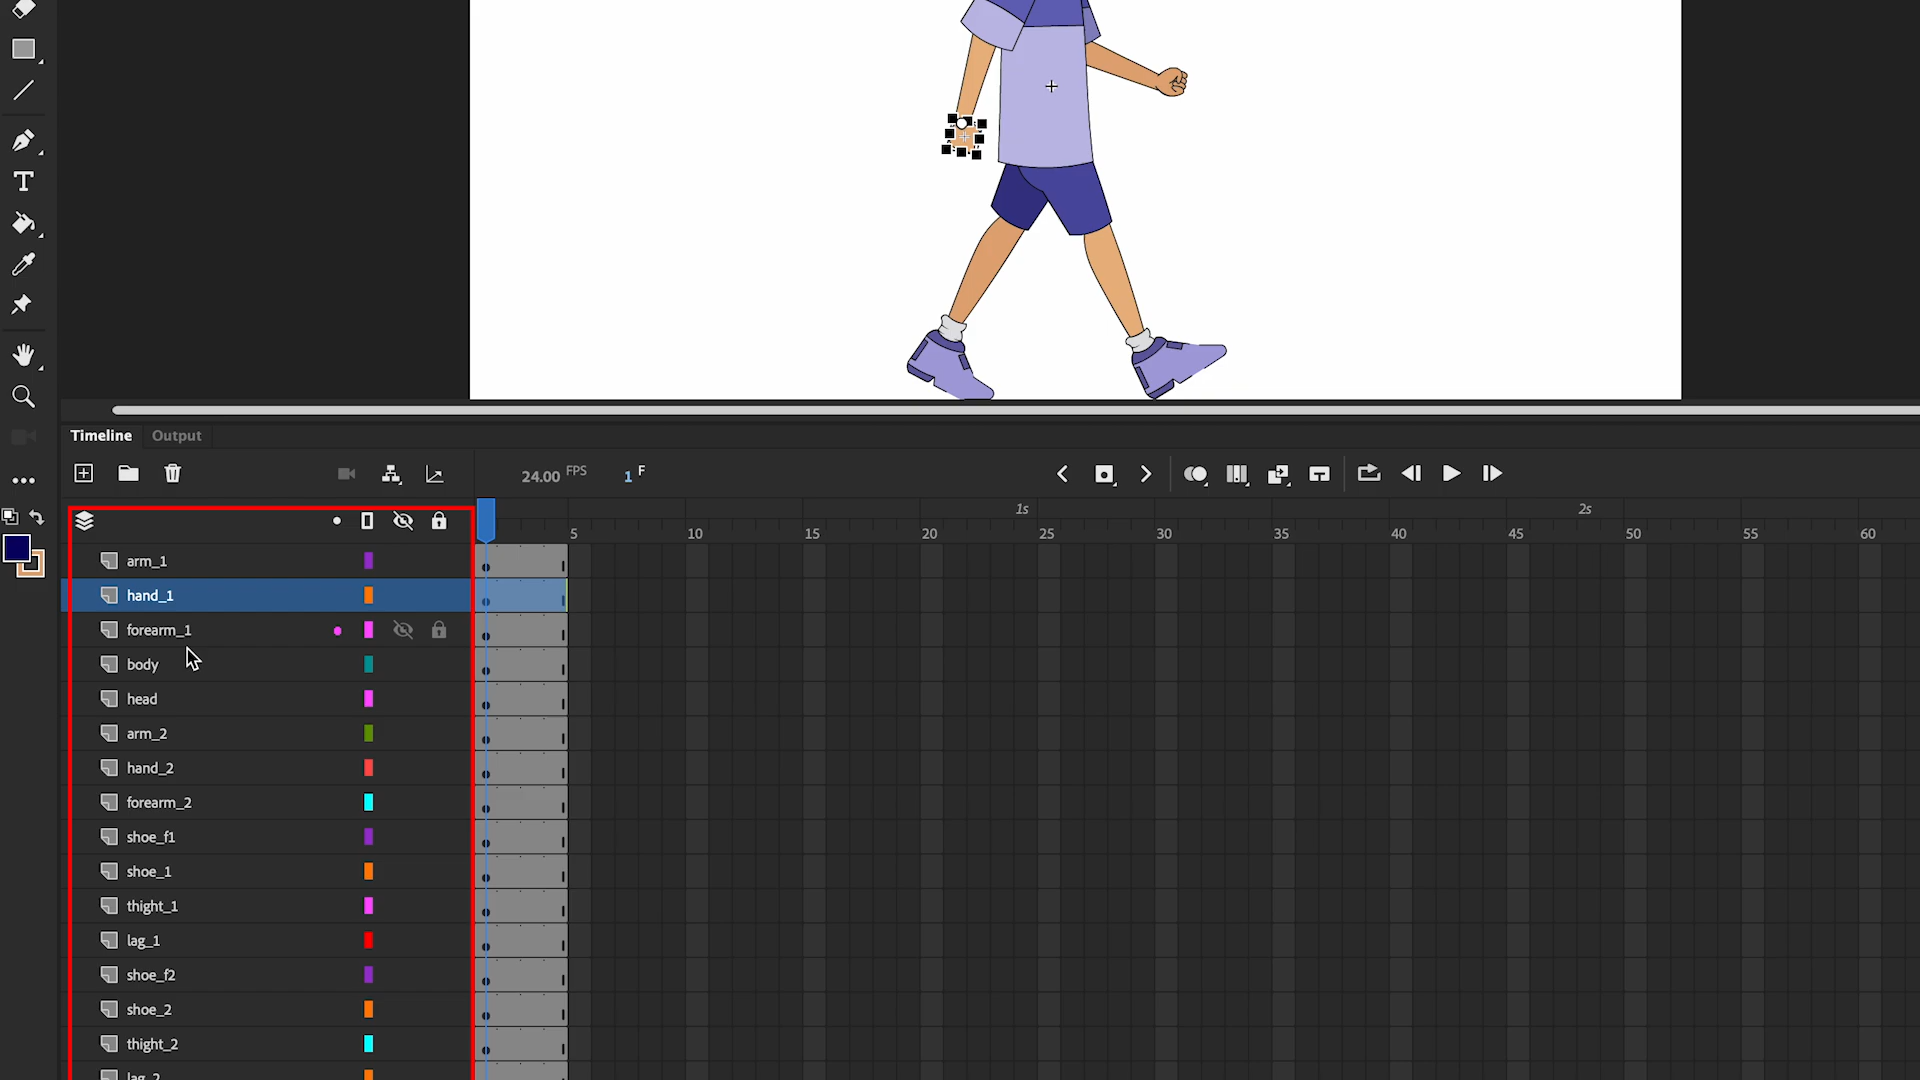 T
Timeline Output
24.00 FPS 1 F
1s 2s
5 10 15 20 25 30 35 40 45 50 55 60
arm_1
hand_1
forearm_1
body
head
arm_2
hand_2
forearm_2
shoe_f1
shoe_1
thight_1
lag_1
shoe_f2
shoe_2
thight_2
lag_2